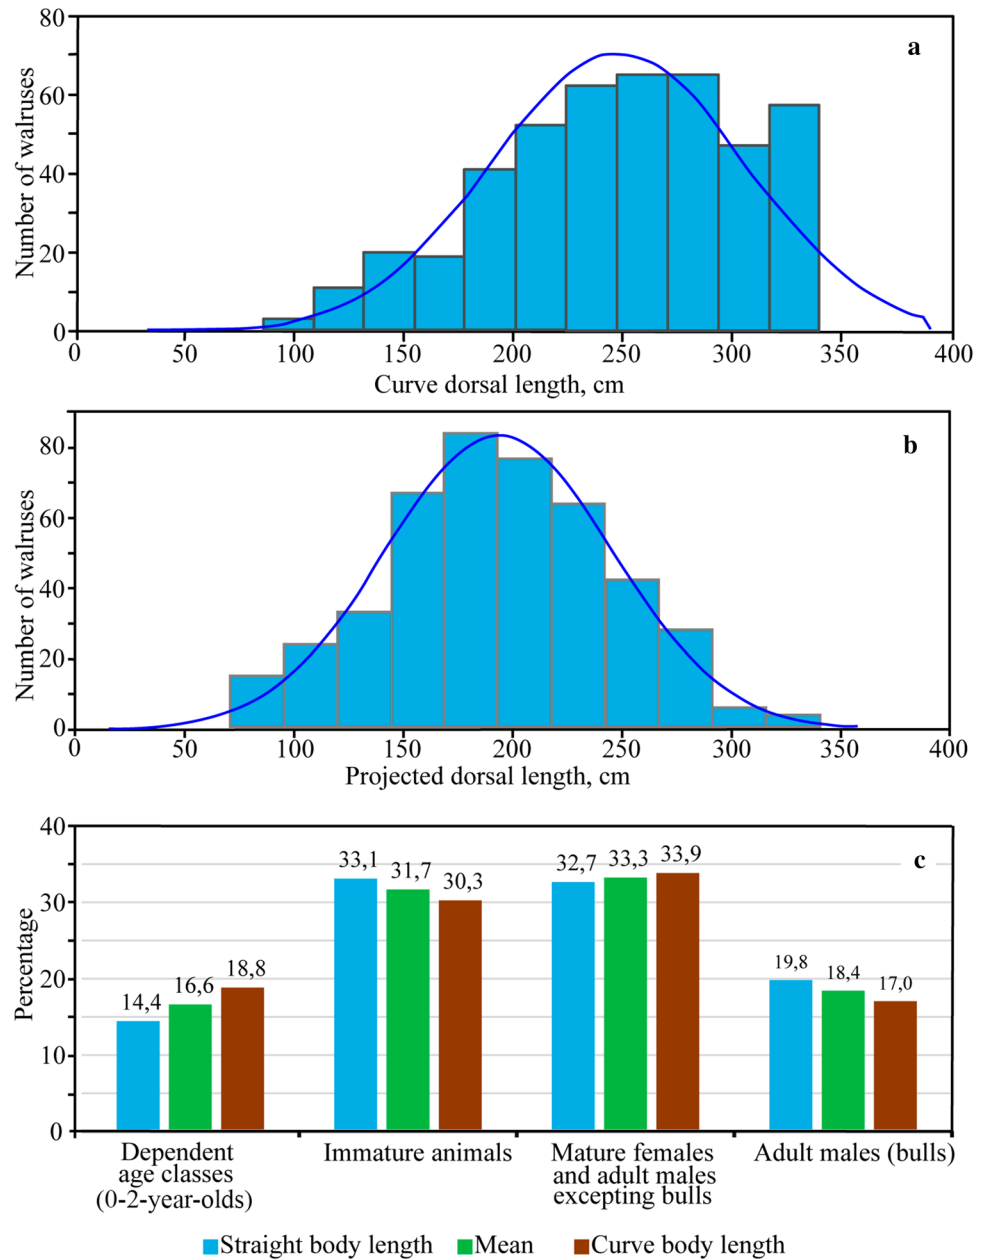 a
80
60
40
20
0
Number of walruses
0 50 100 150 200 250 300 350 400
Curve dorsal length, cm
b
80
60
40
20
0
Number of walruses
0 50 100 150 200 250 300 350 400
Projected dorsal length, cm
c
40
30
20
10
0
Percentage
14,4 16,6 18,8
33,1 31,7 30,3
32,7 33,3 33,9
19,8 18,4 17,0
Dependent
age classes
(0-2-year-olds)
Immature animals
Mature females
and adult males
excepting bulls
Adult males (bulls)
Straight body length Mean Curve body length